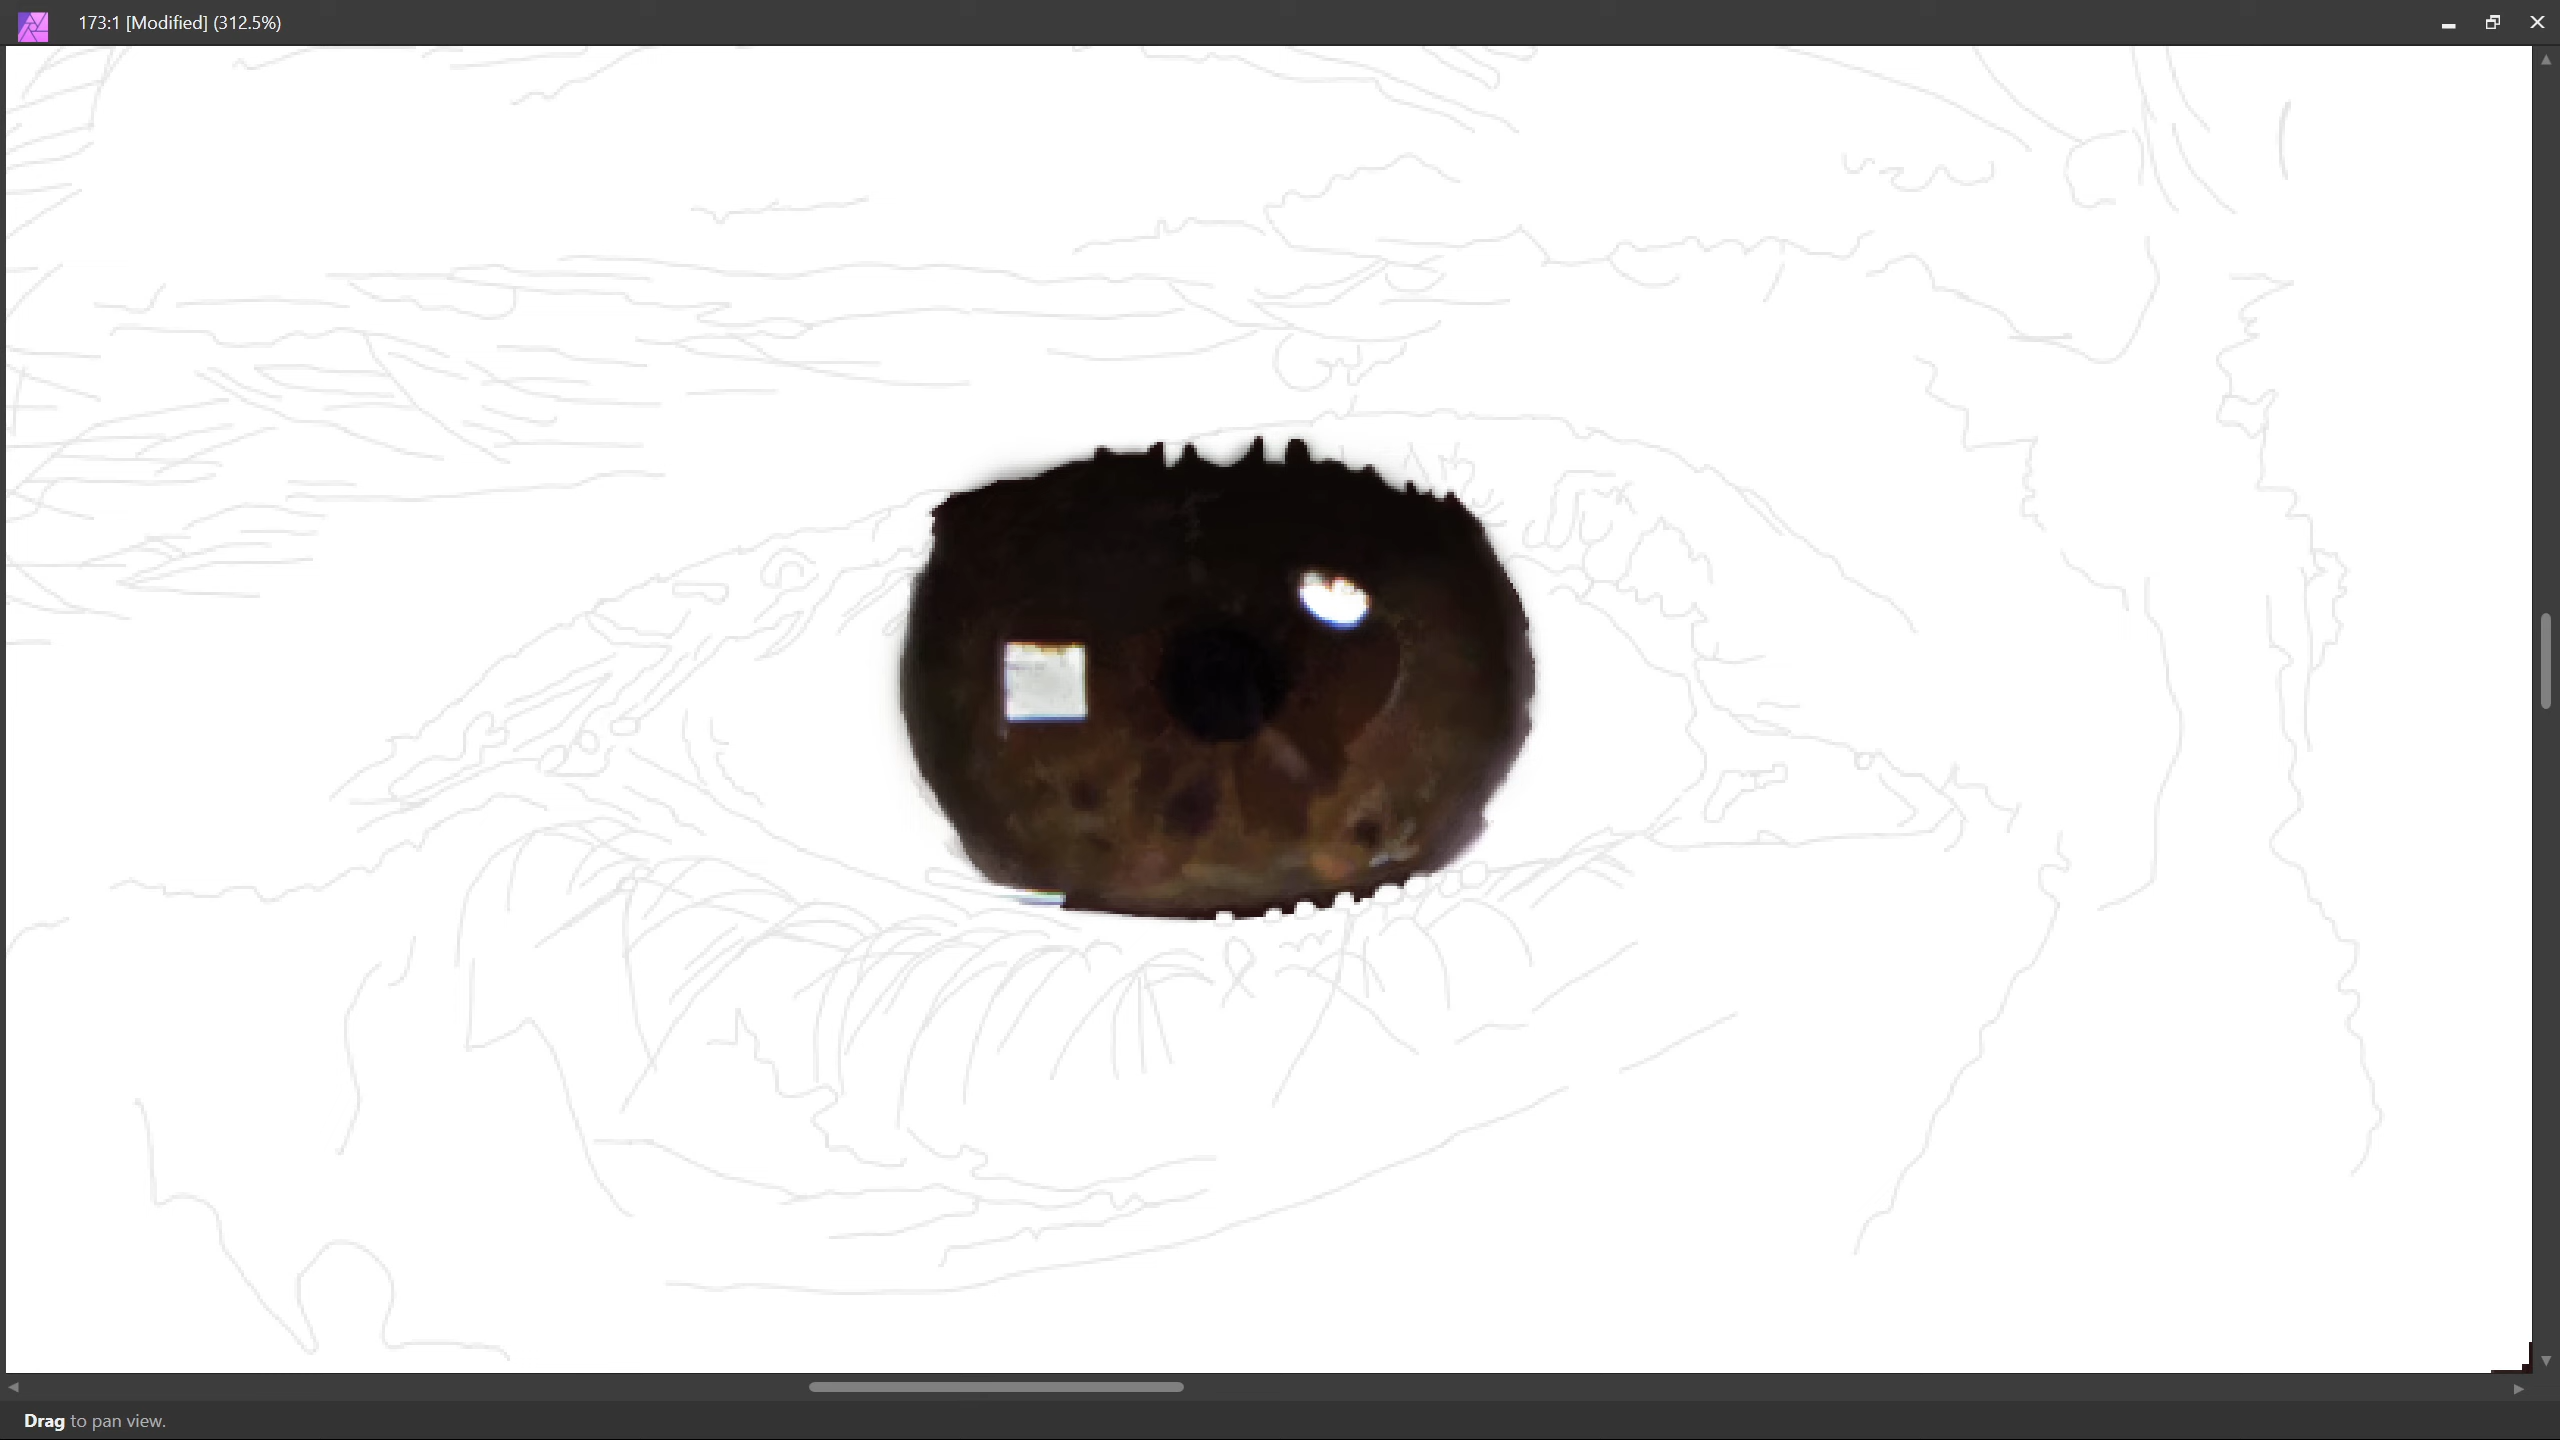 173:1 [Modified] (312.5%)
Drag to pan view.